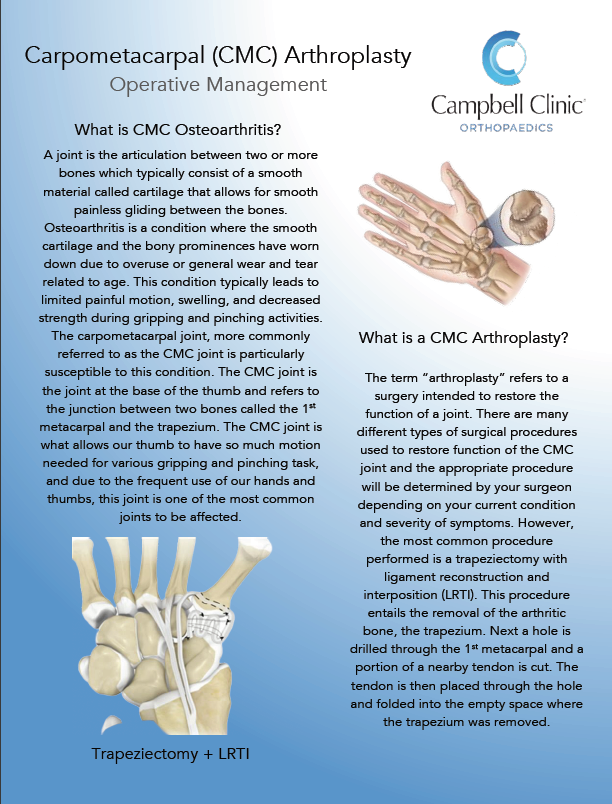 Carpometacarpal (CMC) Arthroplasty
Operative Management
Campbell Clinic
ORTHOPAEDICS
What is CMC Osteoarthritis?
A joint is the articulation between two or more
bones which typically consist of a smooth
material called cartilage that allows for smooth
painless gliding between the bones.
Osteoarthritis is a condition where the smooth
cartilage and the bony prominences have worn
down due to overuse or general wear and tear
related to age. This condition typically leads to
limited painful motion, swelling, and decreased
strength during gripping and pinching activities.
The carpometacarpal joint, more commonly
referred to as the CMC joint is particularly
susceptible to this condition. The CMC joint is
the joint at the base of the thumb and refers to
the junction between two bones called the 1st
metacarpal and the trapezium. The CMC joint is
what allows our thumb to have so much motion
needed for various gripping and pinching task,
and due to the frequent use of our hands and
thumbs, this joint is one of the most common
joints to be affected.
Trapeziectomy + LRTI
What is a CMC Arthroplasty?
The term “arthroplasty” refers to a
surgery intended to restore the
function of a joint. There are many
different types of surgical procedures
used to restore function of the CMC
joint and the appropriate procedure
will be determined by your surgeon
depending on your current condition
and severity of symptoms. However,
the most common procedure
performed is a trapeziectomy with
ligament reconstruction and
interposition (LRTI). This procedure
entails the removal of the arthritic
bone, the trapezium. Next a hole is
drilled through the 1st metacarpal and a
portion of a nearby tendon is cut. The
tendon is then placed through the hole
and folded into the empty space where
the trapezium was removed.